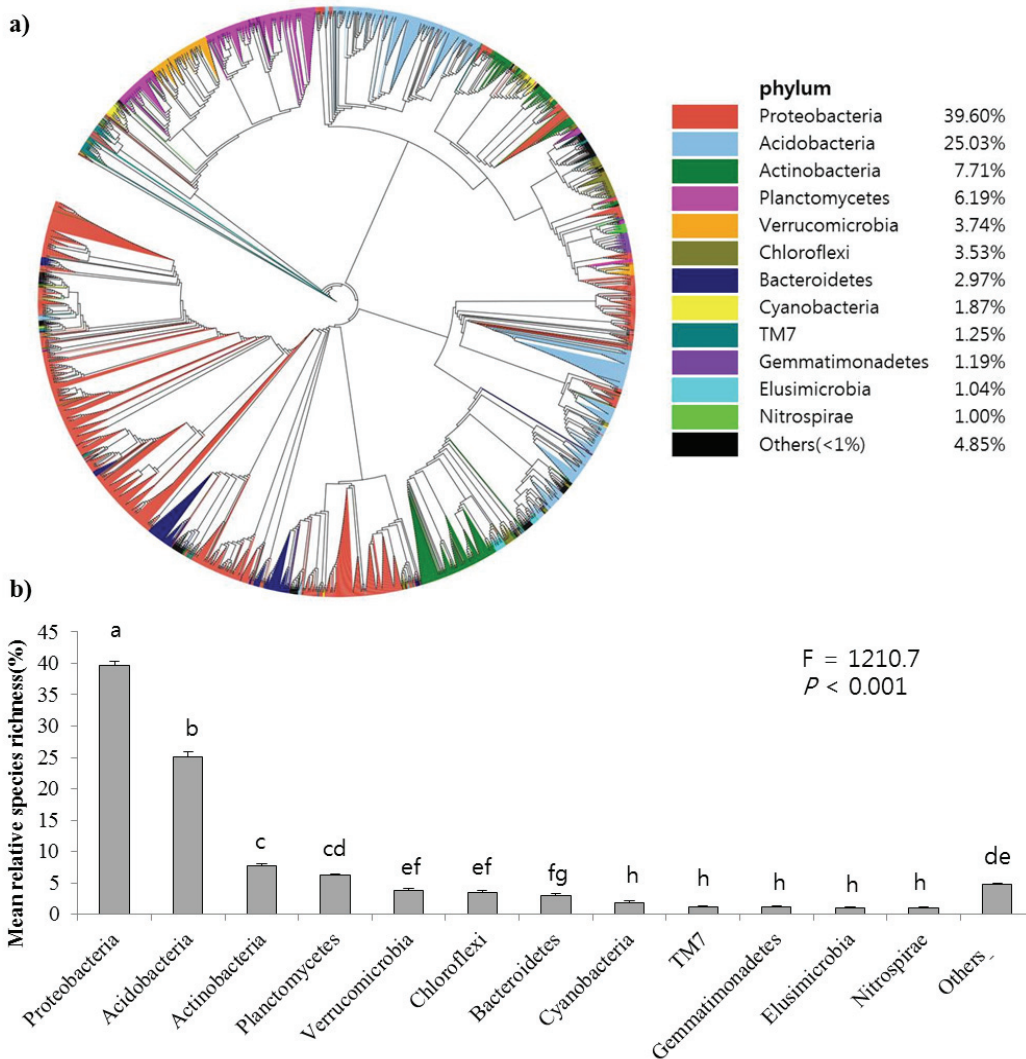 a)
phylum
Proteobacteria 39.60%
Acidobacteria 25.03%
Actinobacteria 7.71%
Planctomycetes 6.19%
Verrucomicrobia 3.74%
Chloroflexi 3.53%
Bacteroidetes 2.97%
Cyanobacteria 1.87%
TM7 1.25%
Gemmatimonadetes 1.19%
Elusimicrobia 1.04%
Nitrospirae 1.00%
Others(<1%) 4.85%
b)
Mean relative species richness(%)
45
40
35
30
25
20
15
10
5
0
a
b
c
cd
ef
ef
fg
h
h
h
h
h
de
F = 1210.7
P < 0.001
Proteobacteria
Acidobacteria
Actinobacteria
Planctomycetes
Verrucomicrobia
Chloroflexi
Bacteroidetes
Cyanobacteria
TM7
Gemmatimonadetes
Elusimicrobia
Nitrospirae
Others_